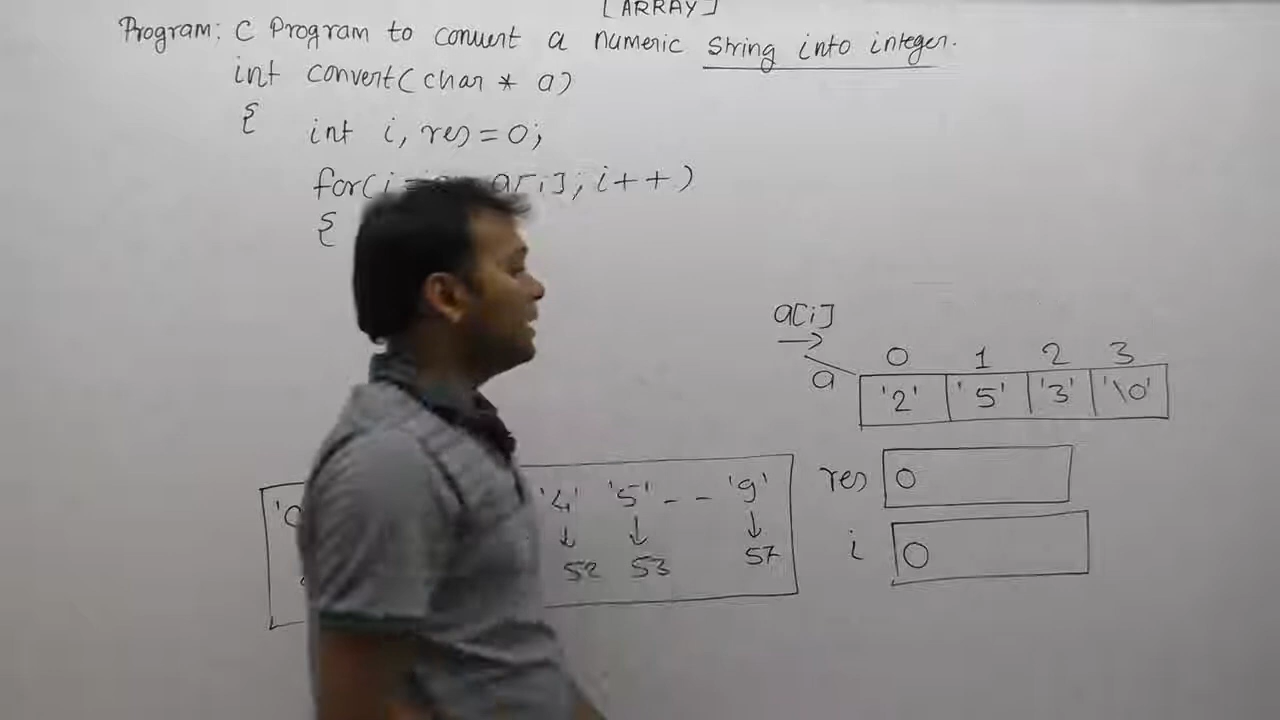 [ARRAY]
Program: C Program to convert a numeric string into integer.
int convert(char * a)
{ int i, res = 0;
for(i a[i]; i++)
{
a[i]
0 1 2 3
a '2' '5' '3' '\0'
res 0
'4' '5' - - '9'
i 0
52 53 57